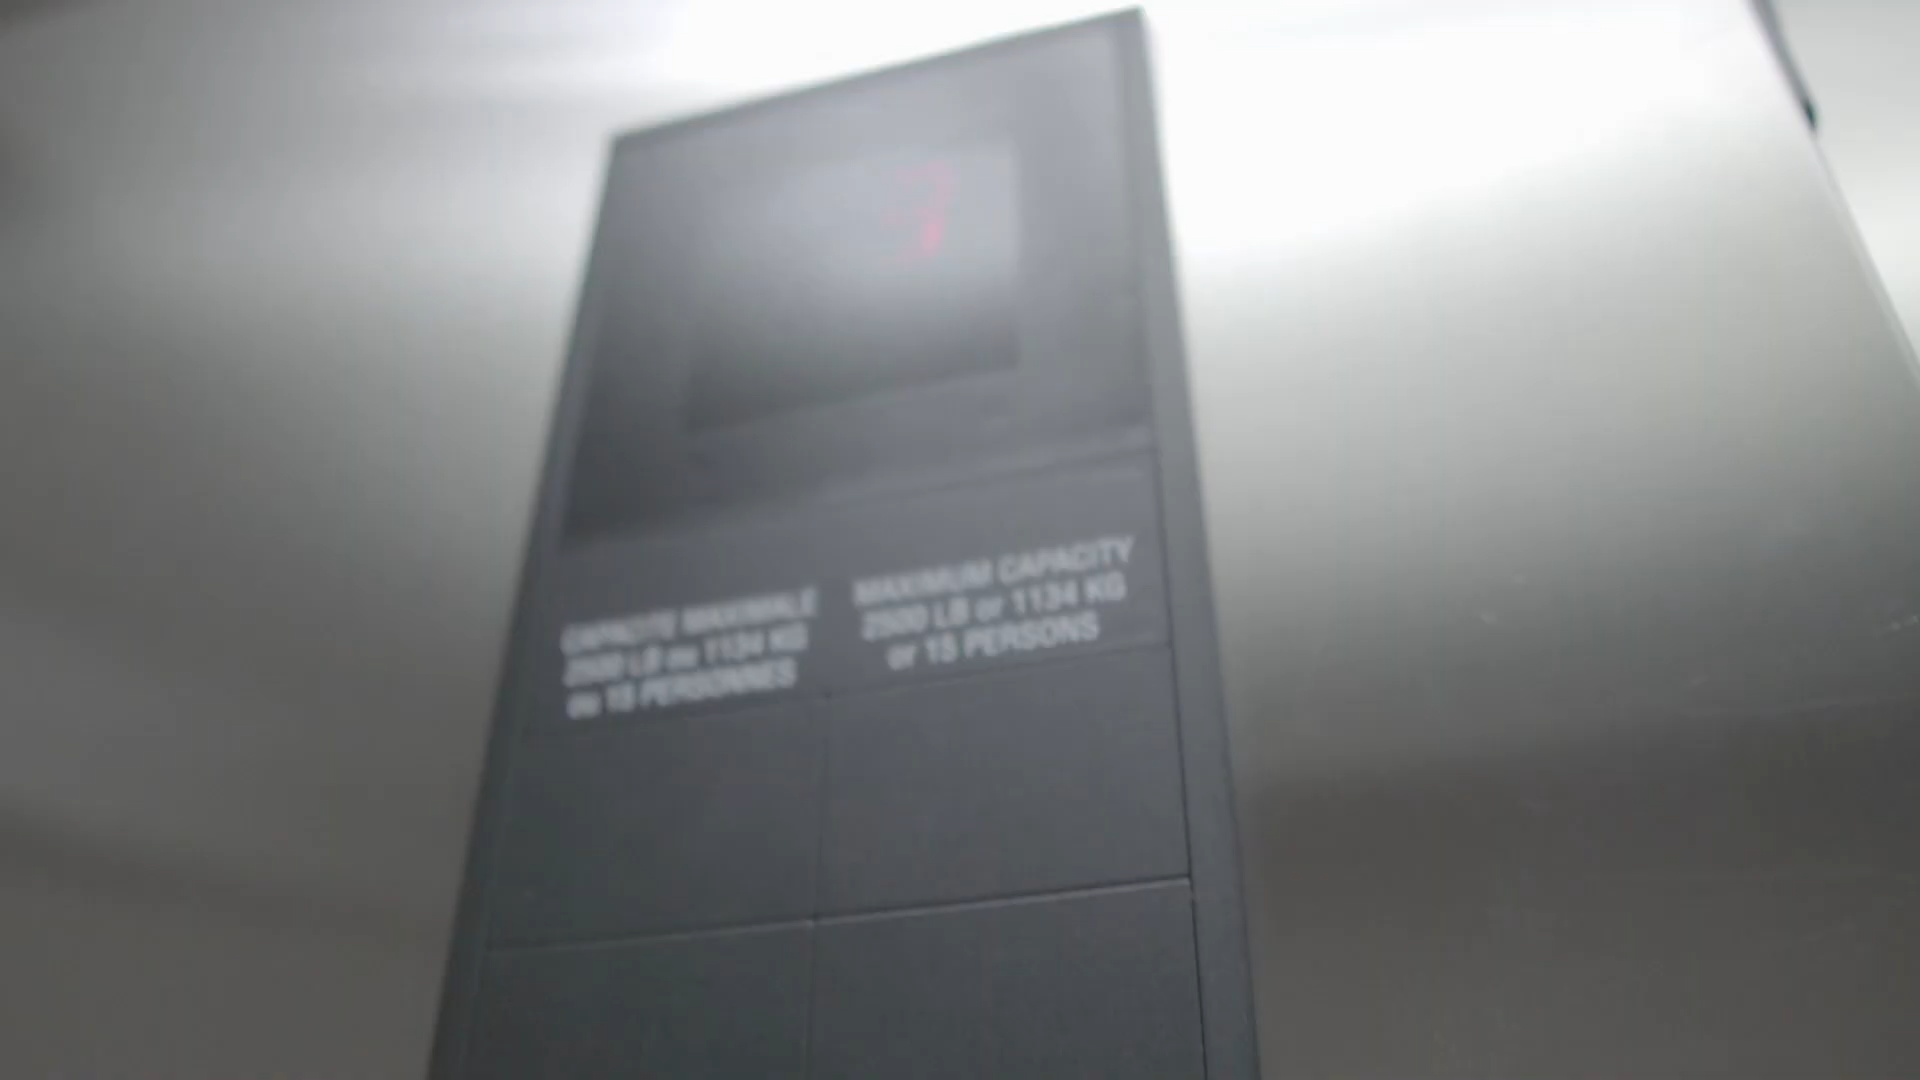 CAPACITE MAXIMALE
2500 LB ou 1134 KG
ou 15 PERSONNES
MAXIMUM CAPACITY
2500 LB or 1134 KG
or 15 PERSONS